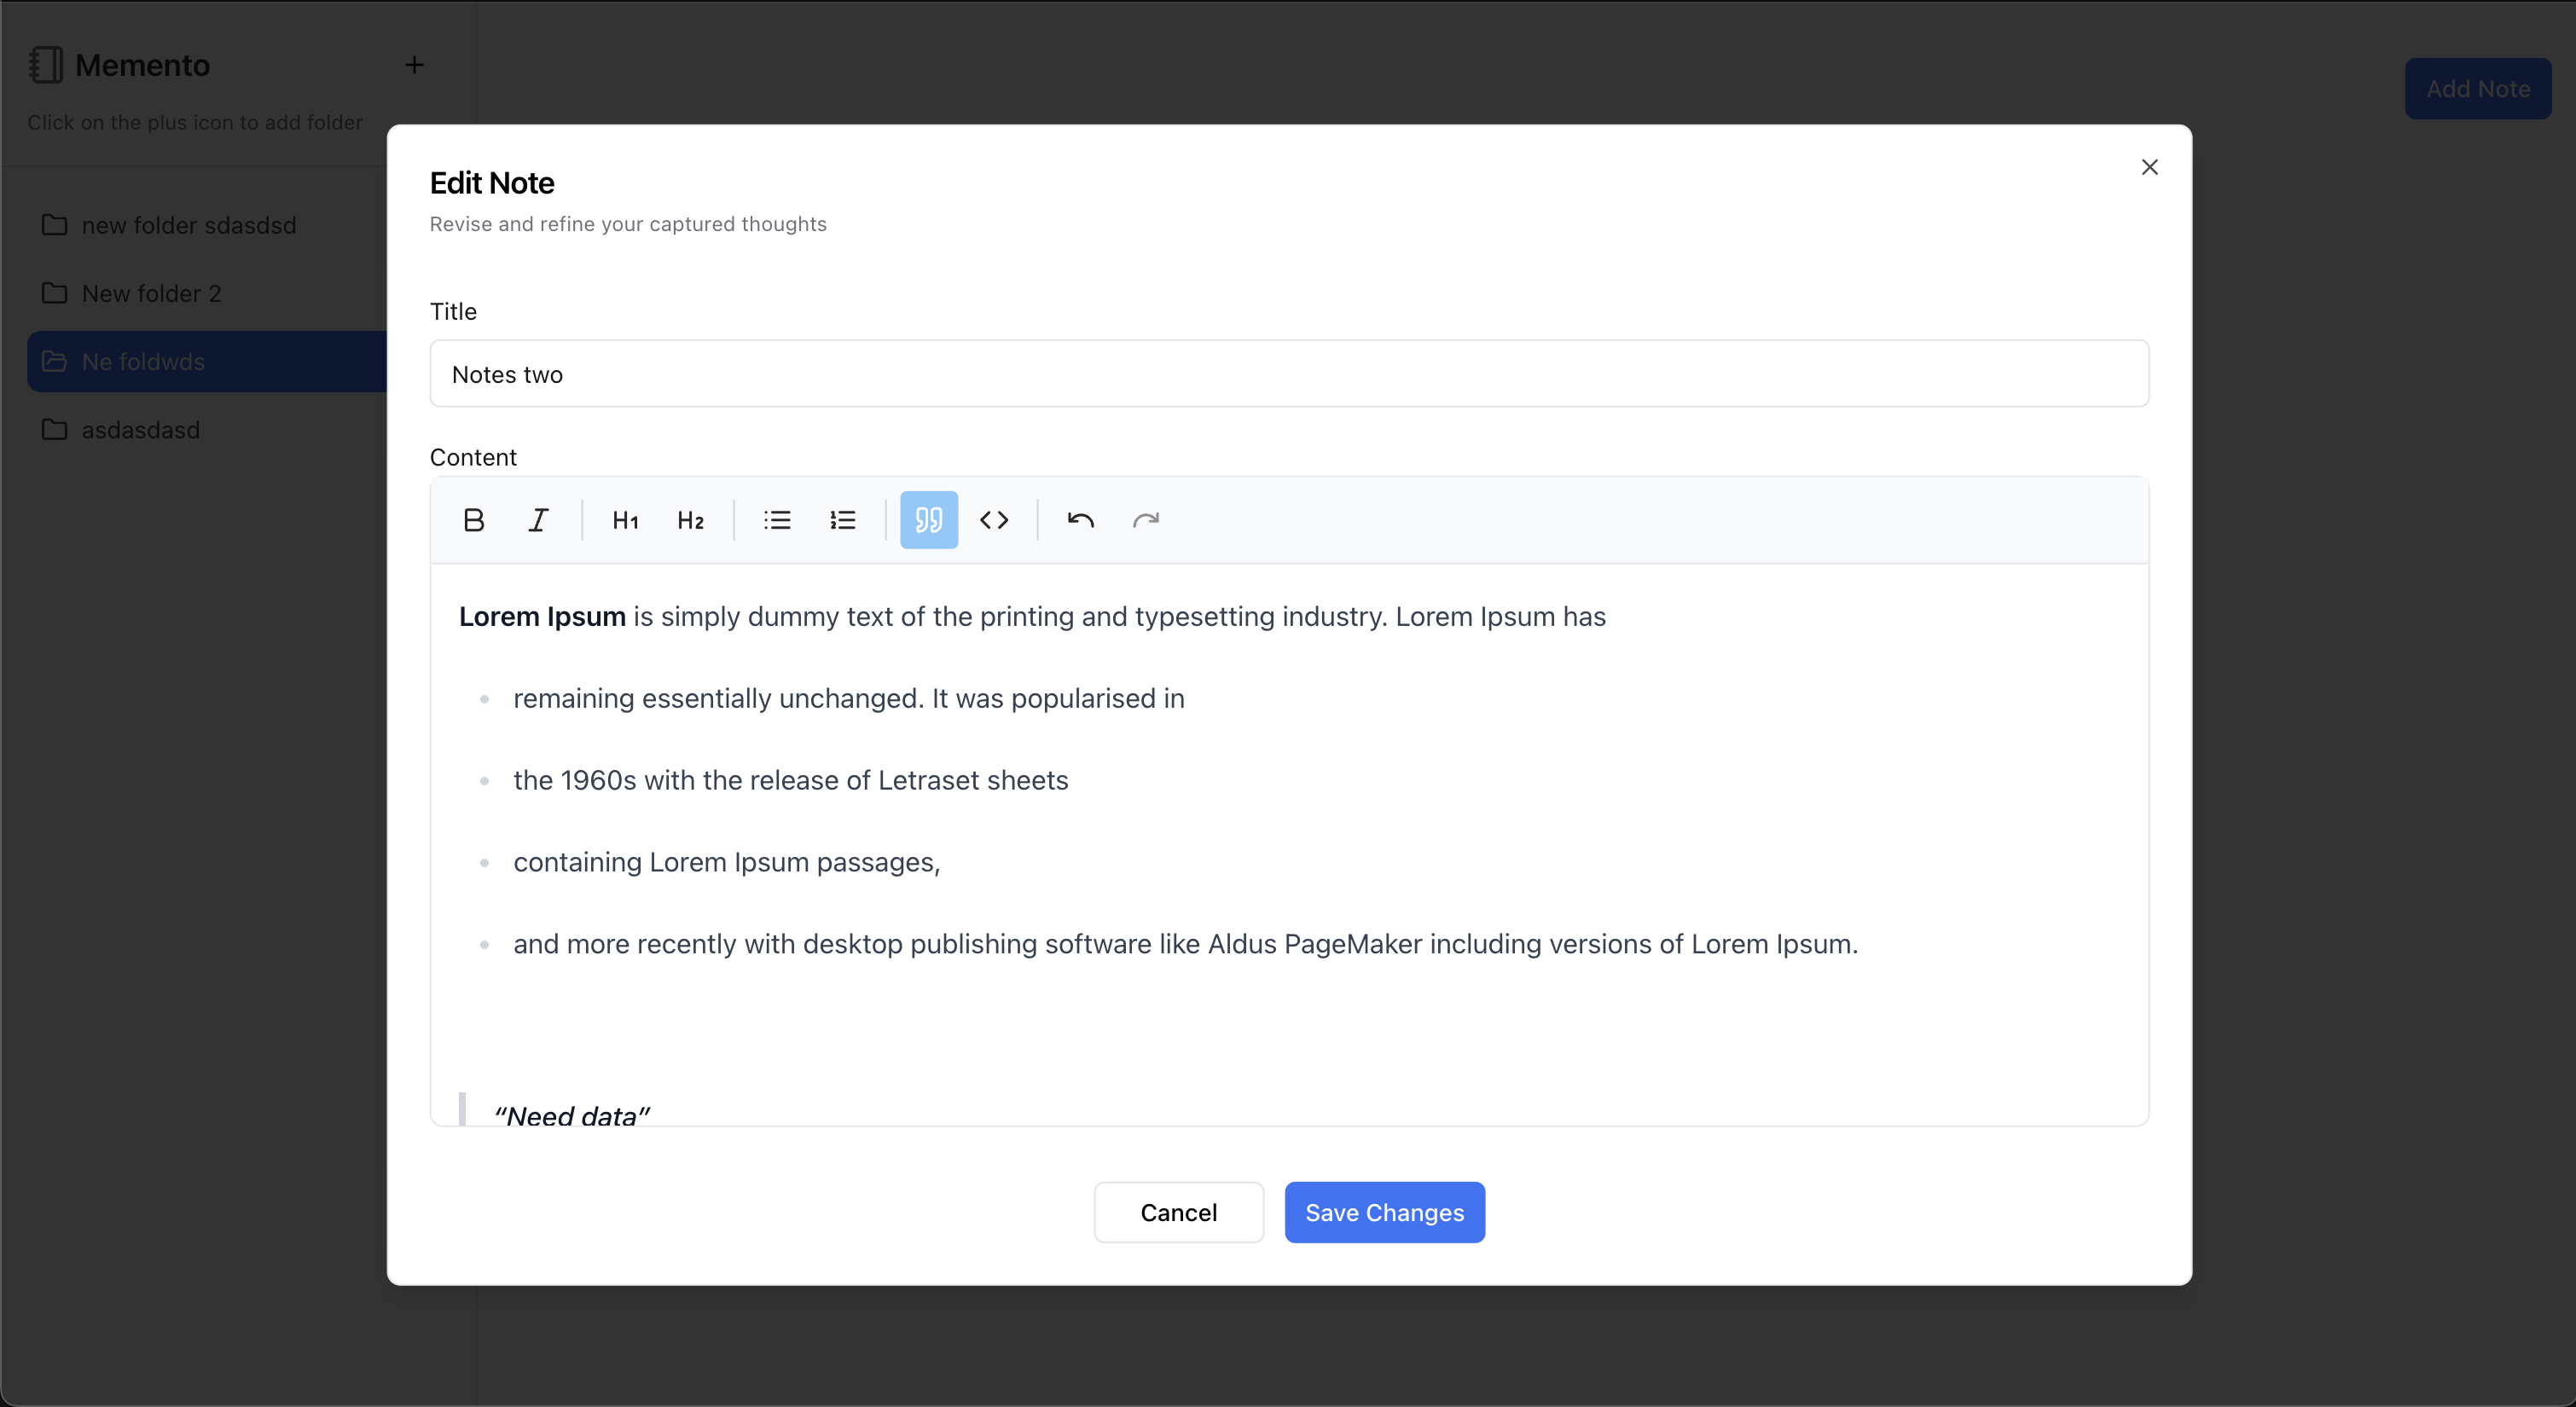 Memento
Click on the plus icon to add folder
new folder sdasdsd
New folder 2
Ne foldwds
asdasdasd
Add Note
Edit Note
Revise and refine your captured thoughts
Title
Notes two
Content
B I H1 H2
Lorem Ipsum is simply dummy text of the printing and typesetting industry. Lorem Ipsum has
remaining essentially unchanged. It was popularised in
the 1960s with the release of Letraset sheets
containing Lorem Ipsum passages,
and more recently with desktop publishing software like Aldus PageMaker including versions of Lorem Ipsum.
“Need data”
Cancel
Save Changes